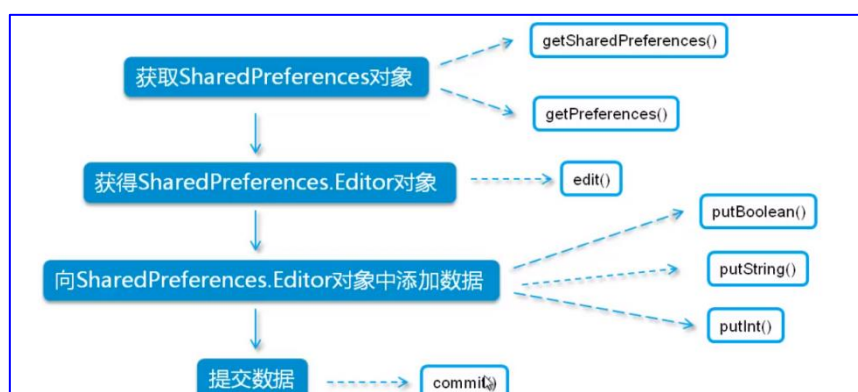 getSharedPreferences()
获取SharedPreferences对象
getPreferences()
获得SharedPreferences.Editor对象
edit()
putBoolean()
向SharedPreferences.Editor对象中添加数据
putString()
putInt()
提交数据
commit()